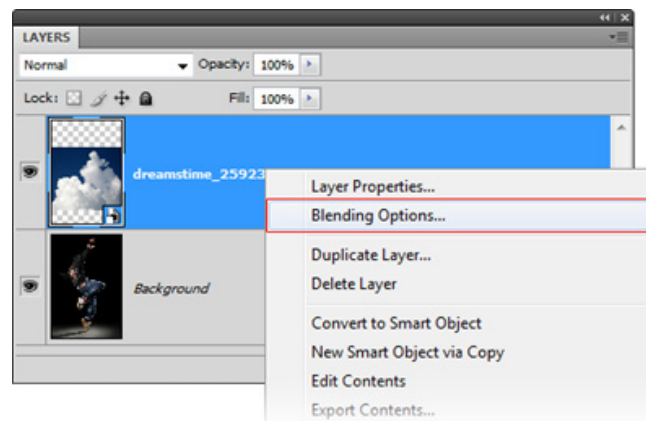 LAYERS
Normal Opacity: 100%
Lock: Fill: 100%
dreamstime_25923
Layer Properties...
Blending Options...
Duplicate Layer...
Background
Delete Layer
Convert to Smart Object
New Smart Object via Copy
Edit Contents
Export Contents...